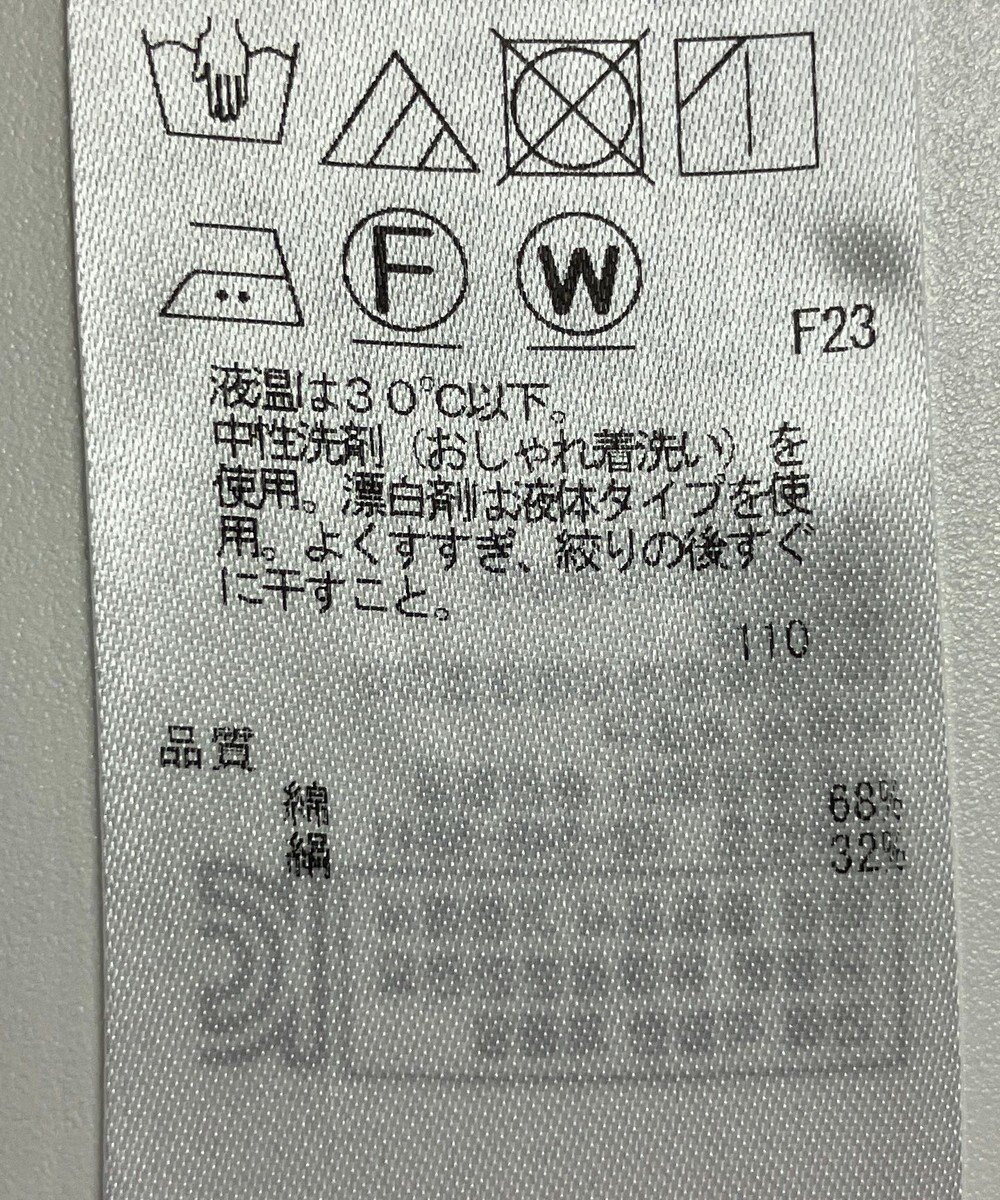 F
W
F23
液温は30℃以下。
中性洗剤(おしゃれ着洗い)を
使用。漂白剤は液体タイプを使
用。よくすすぎ、絞りの後すぐ
に干すこと。
110
品質
綿 68%
絹 32%